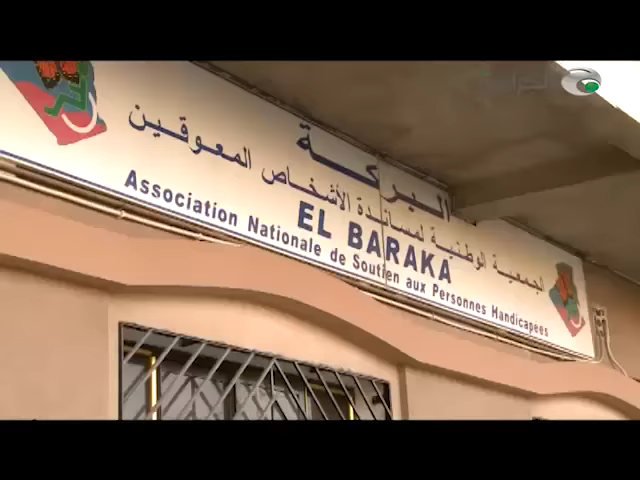 البركة
الجمعية الوطنية لمساندة الأشخاص المعوقين
EL BARAKA
Association Nationale de Soutien aux Personnes Handicapées